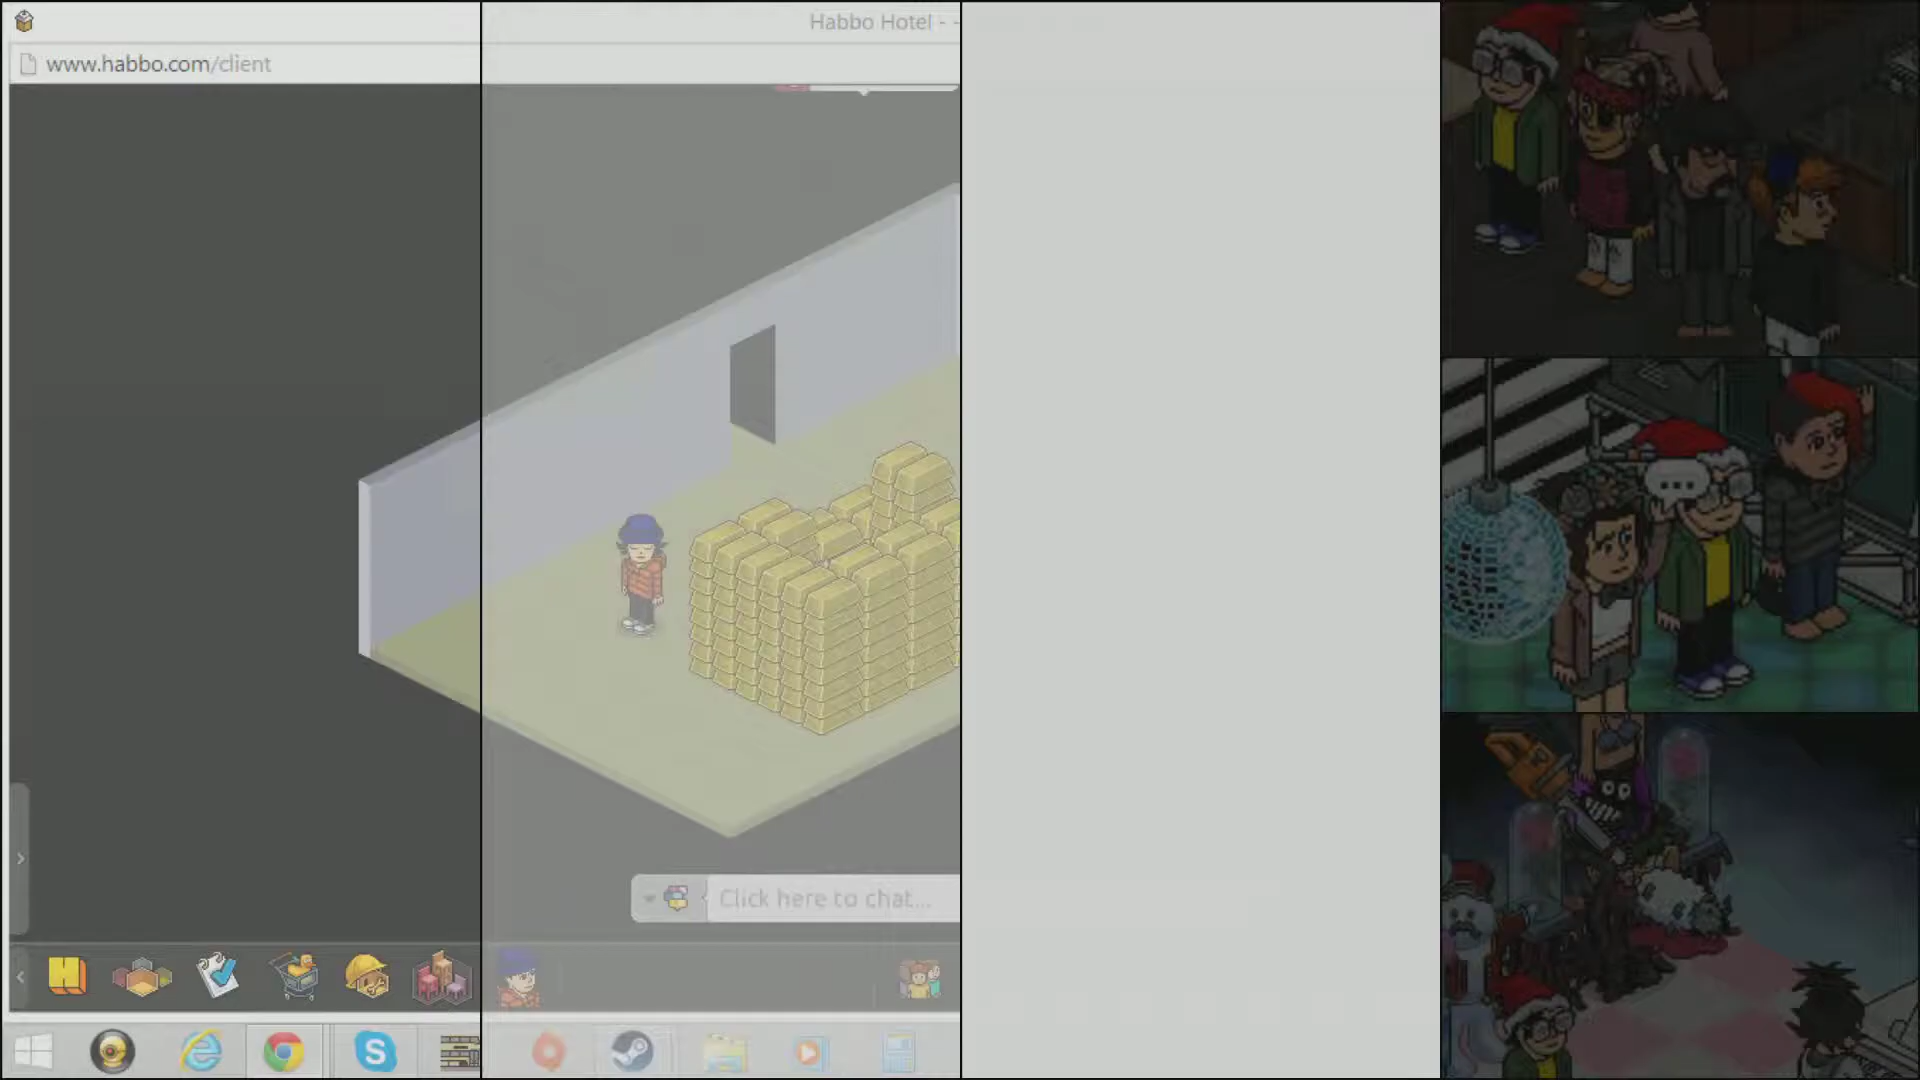 Habbo Hotel - -
www.habbo.com/client
...
Click here to chat...
H
S